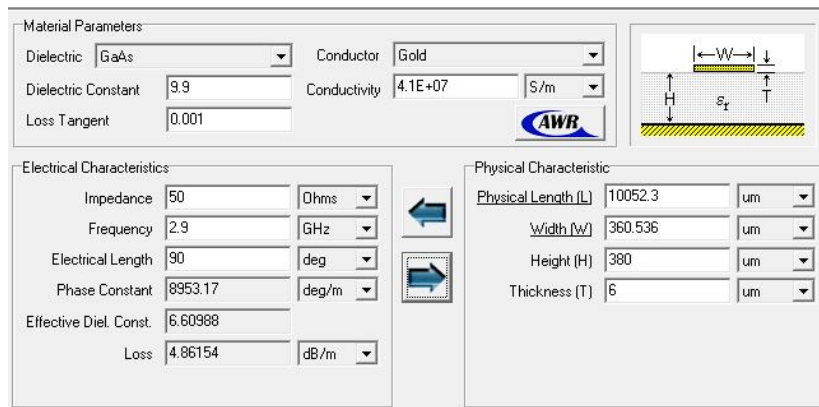 Material Parameters
Dielectric GaAs Conductor Gold
Dielectric Constant 9.9 Conductivity 4.1E+07 S/m
Loss Tangent 0.001 AWR
W
H εr T
Electrical Characteristics
Impedance 50 Ohms
Frequency 2.9 GHz
Electrical Length 90 deg
Phase Constant 8953.17 deg/m
Effective Diel. Const. 6.60988
Loss 4.86154 dB/m
Physical Characteristic
Physical Length (L) 10052.3 um
Width (W) 360.536 um
Height (H) 380 um
Thickness (T) 6 um